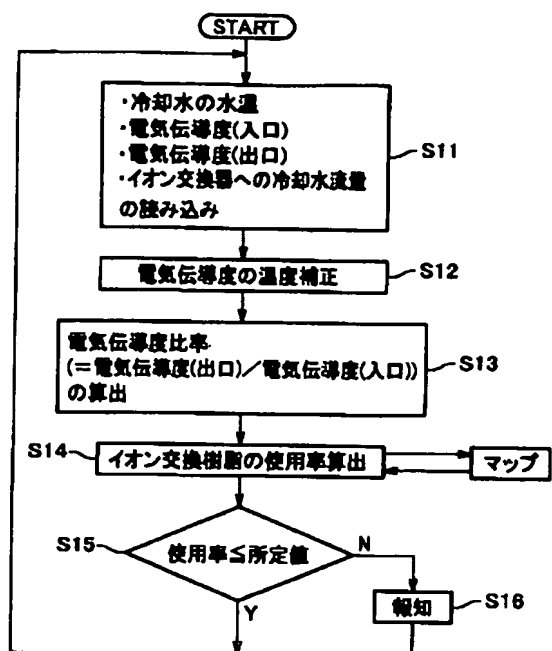 START
・冷却水の水温
・電気伝導度(入口)
・電気伝導度(出口)
・イオン交換器への冷却水流量
の読み込み
S11
電気伝導度の温度補正
S12
電気伝導度比率
(＝電気伝導度(出口)／電気伝導度(入口))
の算出
S13
S14
イオン交換樹脂の使用率算出
マップ
S15
使用率≦所定値
N
Y
報知
S16